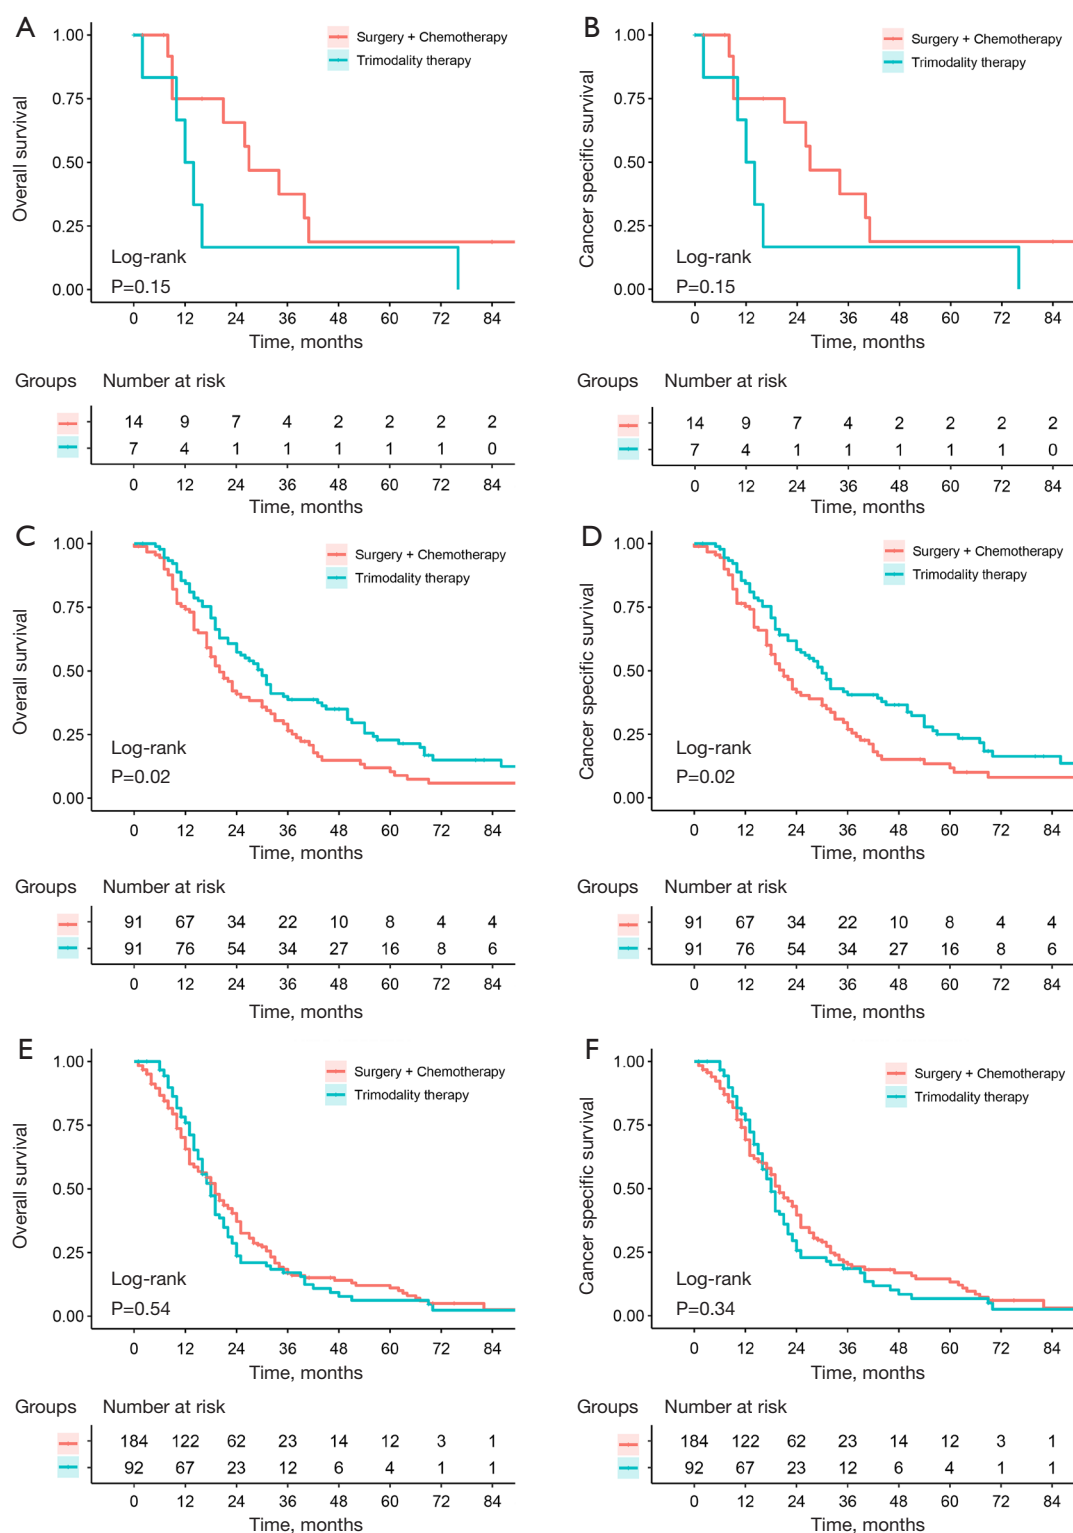 A
Surgery + Chemotherapy
Trimodality therapy
Overall survival
1.00
0.75
0.50
0.25
0.00
Log-rank
P=0.15
0 12 24 36 48 60 72 84
Time, months
Groups Number at risk
14 9 7 4 2 2 2 2
7 4 1 1 1 1 1 0
0 12 24 36 48 60 72 84
Time, months
B
Surgery + Chemotherapy
Trimodality therapy
Cancer specific survival
1.00
0.75
0.50
0.25
0.00
Log-rank
P=0.15
0 12 24 36 48 60 72 84
Time, months
Groups Number at risk
14 9 7 4 2 2 2 2
7 4 1 1 1 1 1 0
0 12 24 36 48 60 72 84
Time, months
C
Surgery + Chemotherapy
Trimodality therapy
Overall survival
1.00
0.75
0.50
0.25
0.00
Log-rank
P=0.02
0 12 24 36 48 60 72 84
Time, months
Groups Number at risk
91 67 34 22 10 8 4 4
91 76 54 34 27 16 8 6
0 12 24 36 48 60 72 84
Time, months
D
Surgery + Chemotherapy
Trimodality therapy
Cancer specific survival
1.00
0.75
0.50
0.25
0.00
Log-rank
P=0.02
0 12 24 36 48 60 72 84
Time, months
Groups Number at risk
91 67 34 22 10 8 4 4
91 76 54 34 27 16 8 6
0 12 24 36 48 60 72 84
Time, months
E
Surgery + Chemotherapy
Trimodality therapy
Overall survival
1.00
0.75
0.50
0.25
0.00
Log-rank
P=0.54
0 12 24 36 48 60 72 84
Time, months
Groups Number at risk
184 122 62 23 14 12 3 1
92 67 23 12 6 4 1 1
0 12 24 36 48 60 72 84
Time, months
F
Surgery + Chemotherapy
Trimodality therapy
Cancer specific survival
1.00
0.75
0.50
0.25
0.00
Log-rank
P=0.34
0 12 24 36 48 60 72 84
Time, months
Groups Number at risk
184 122 62 23 14 12 3 1
92 67 23 12 6 4 1 1
0 12 24 36 48 60 72 84
Time, months